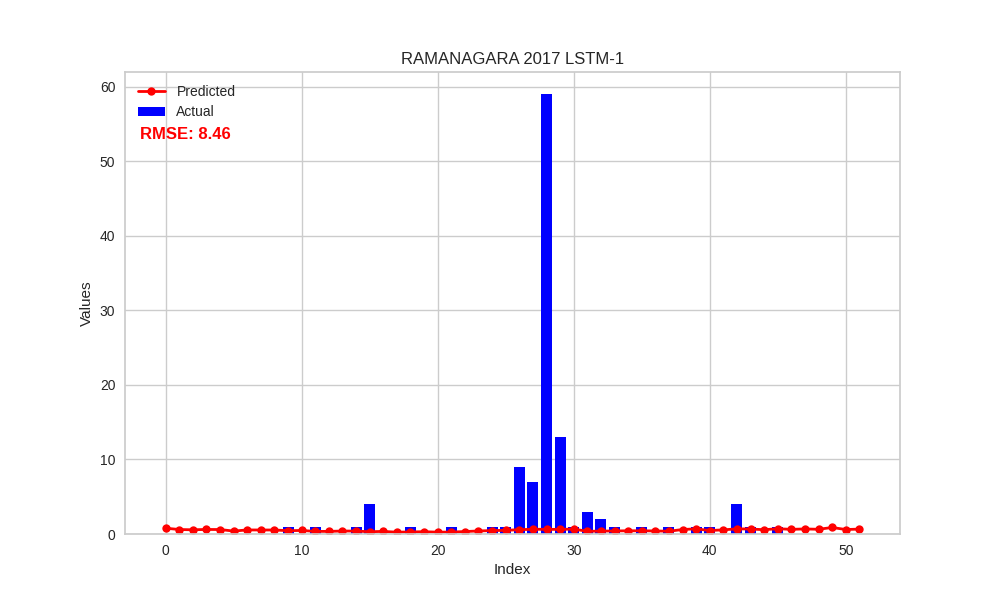 RAMANAGARA 2017 LSTM-1
Predicted
Actual
RMSE: 8.46
60
50
40
30
20
10
0
Values
0 10 20 30 40 50
Index